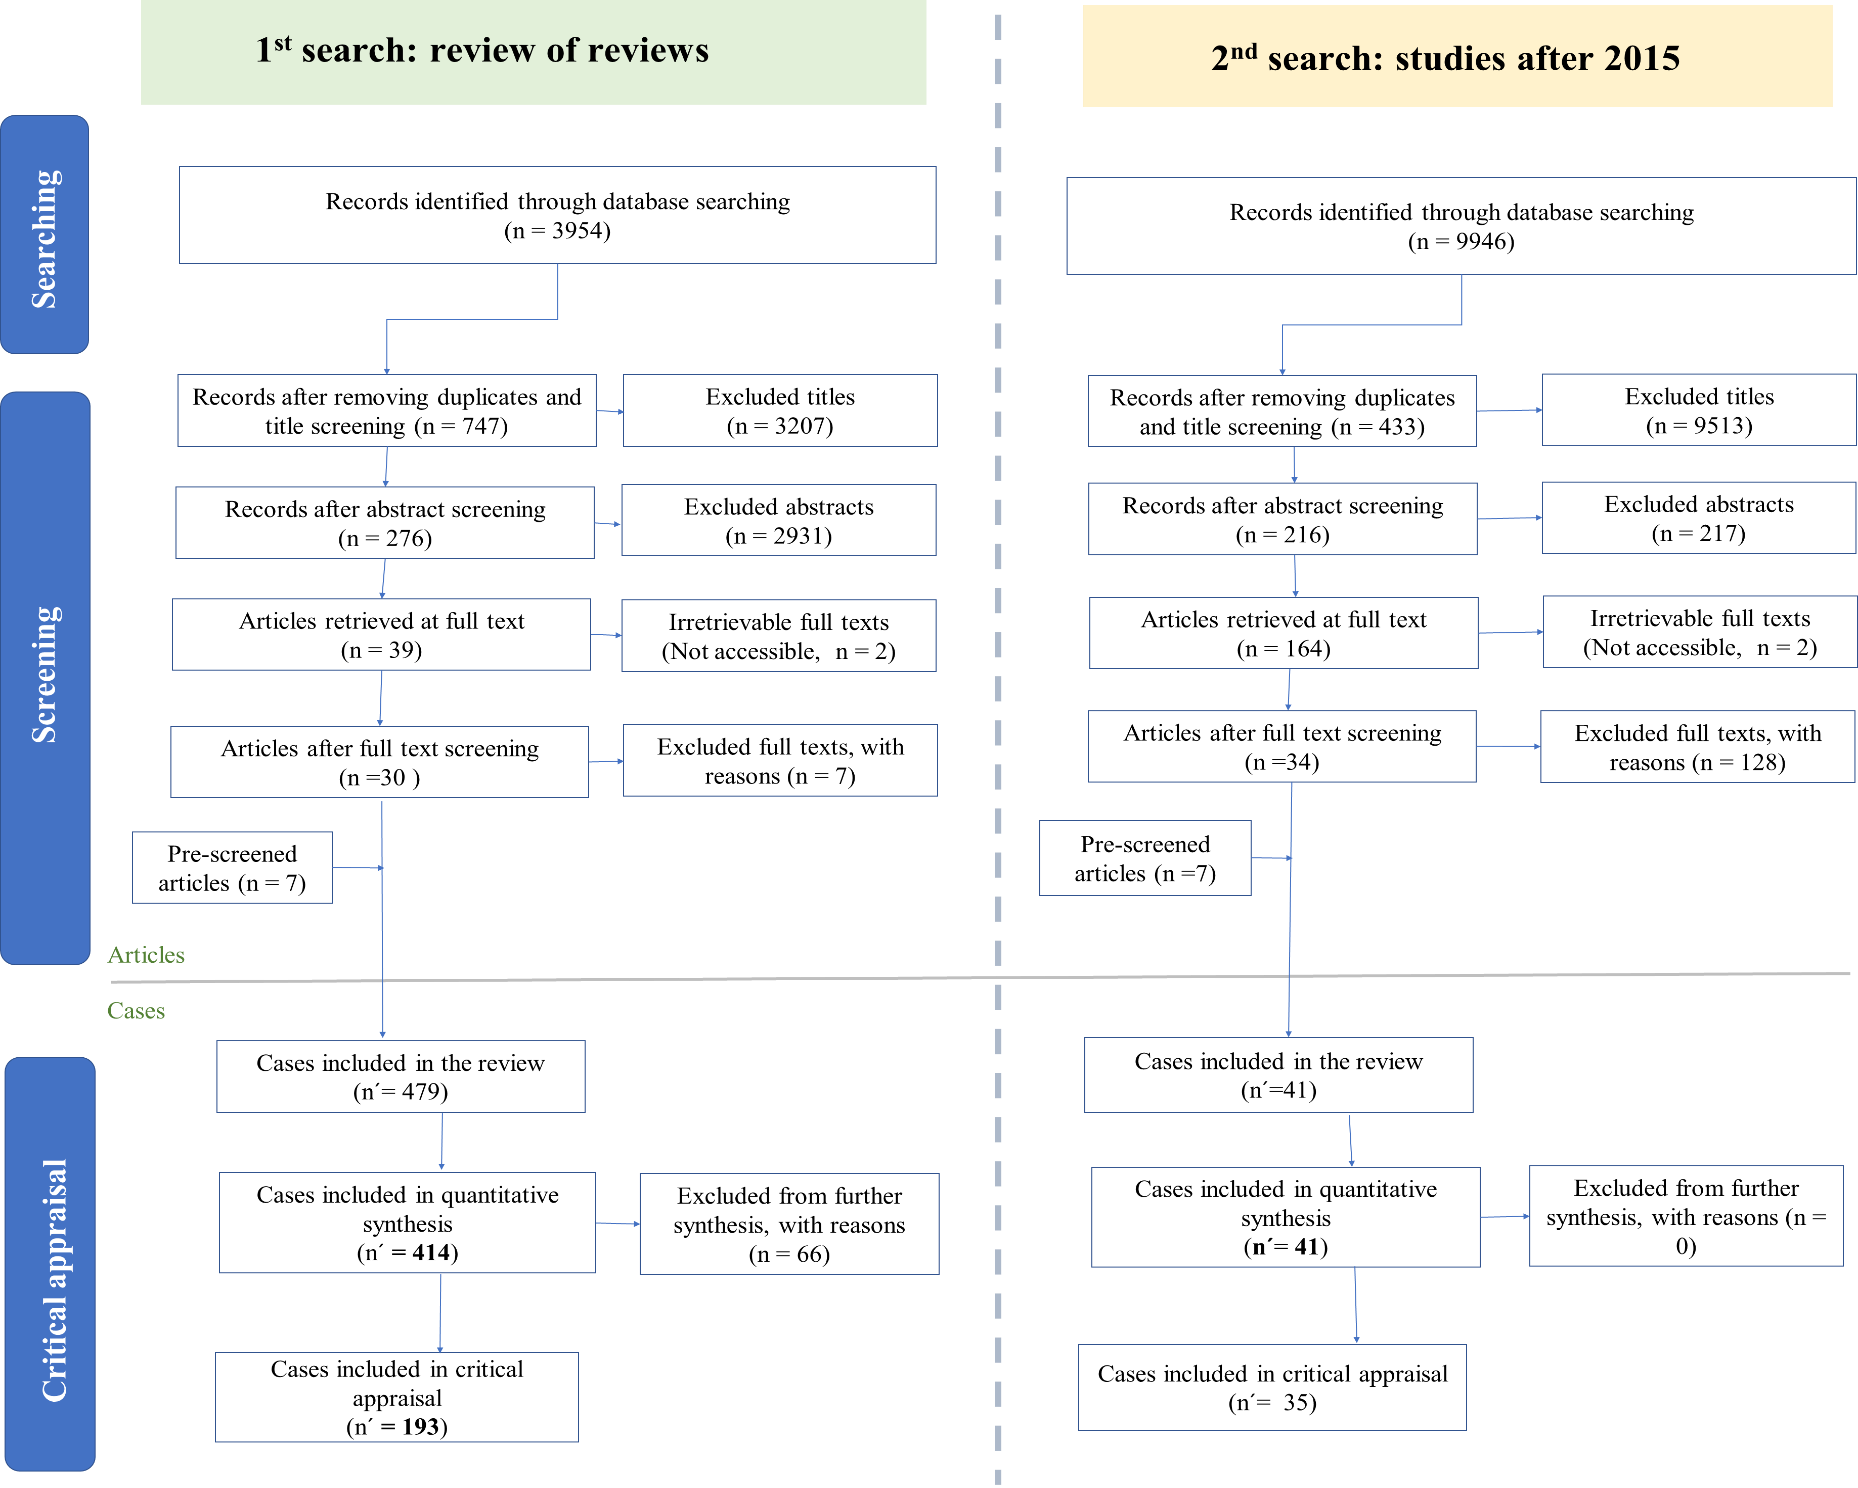 1st search: review of reviews
Searching
Records identified through database searching
(n = 3954)
Screening
Records after removing duplicates and
title screening (n = 747)
Excluded titles
(n = 3207)
Records after abstract screening
(n = 276)
Excluded abstracts
(n = 2931)
Articles retrieved at full text
(n = 39)
Irretrievable full texts
(Not accessible,  n = 2)
Articles after full text screening
(n =30 )
Excluded full texts, with
reasons (n = 7)
Pre-screened
articles (n = 7)
Articles
Cases
Critical appraisal
Cases included in the review
(n´= 479)
Cases included in quantitative
synthesis
(n´ = 414)
Excluded from further
synthesis, with reasons
(n = 66)
Cases included in critical
appraisal
(n´ = 193)
2nd search: studies after 2015
Records identified through database searching
(n = 9946)
Records after removing duplicates
and title screening (n = 433)
Excluded titles
(n = 9513)
Records after abstract screening
(n = 216)
Excluded abstracts
(n = 217)
Articles retrieved at full text
(n = 164)
Irretrievable full texts
(Not accessible,  n = 2)
Articles after full text screening
(n =34)
Excluded full texts, with
reasons (n = 128)
Pre-screened
articles (n =7)
Cases included in the review
(n´=41)
Cases included in quantitative
synthesis
(n´= 41)
Excluded from further
synthesis, with reasons (n =
0)
Cases included in critical appraisal
(n´=  35)